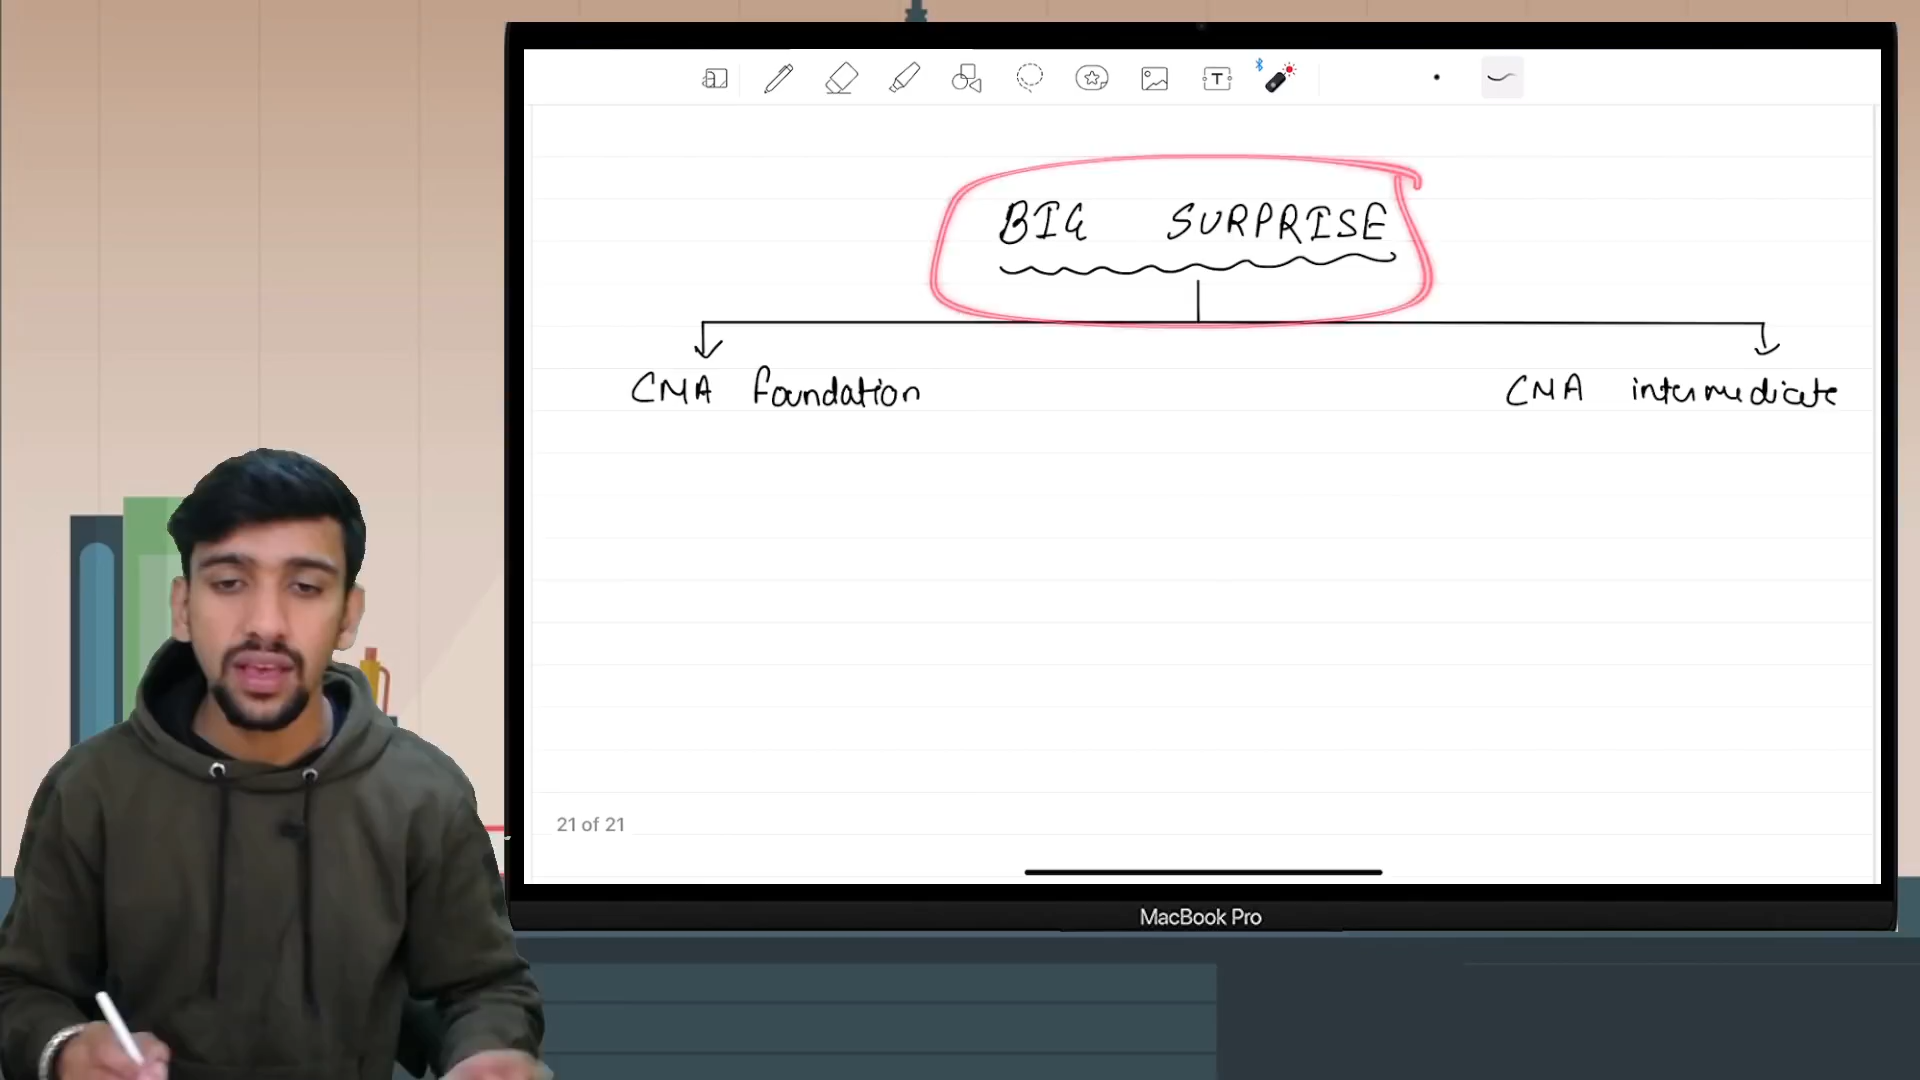 BIG SURPRISE
CMA foundation
CMA intermediate
21 of 21
MacBook Pro